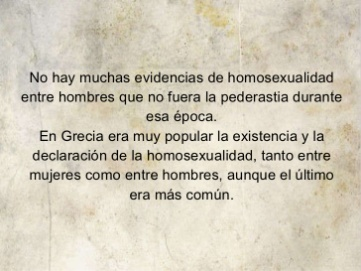 No hay muchas evidencias de homosexualidad
entre hombres que no fuera la pederastia durante
esa época.
En Grecia era muy popular la existencia y la
declaración de la homosexualidad, tanto entre
mujeres como entre hombres, aunque el último
era más común.